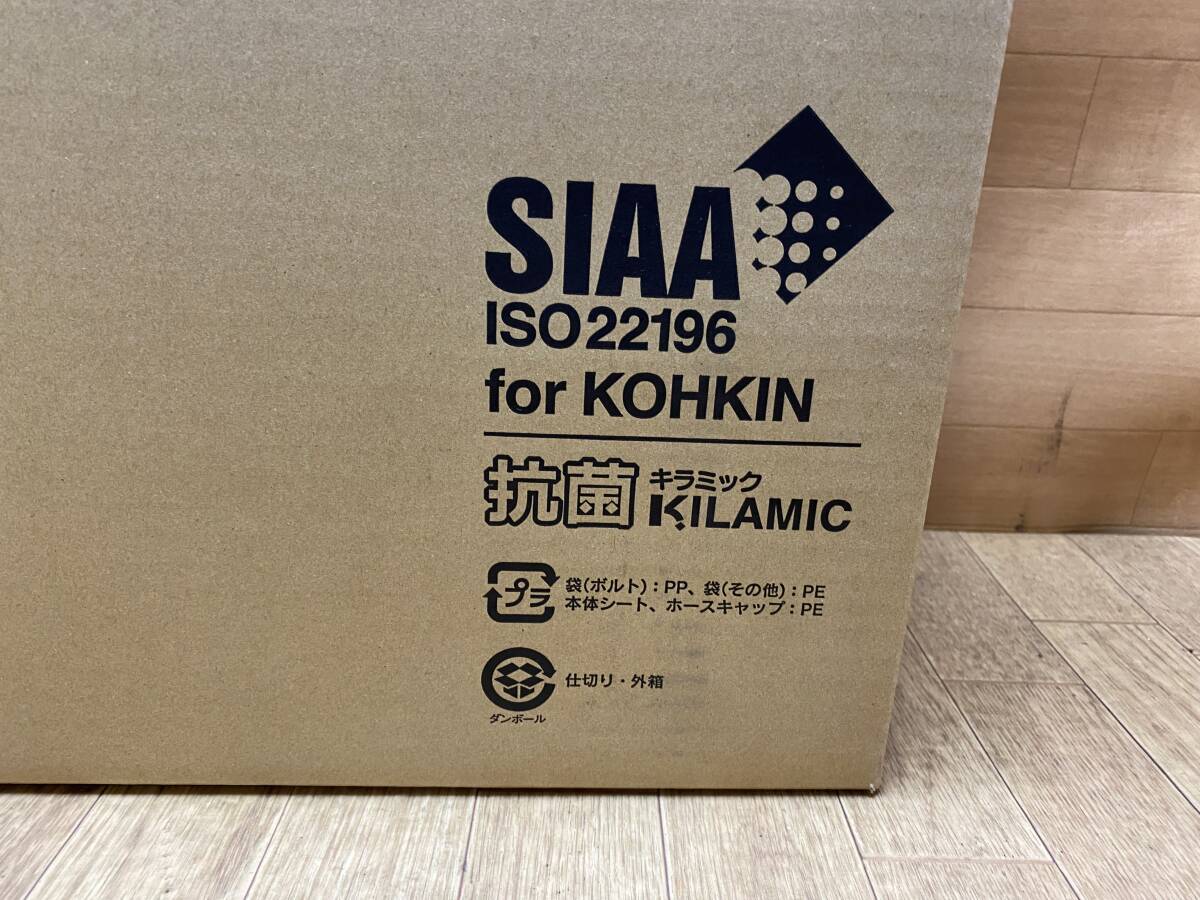 SIAA
ISO 22196
for KOHKIN
抗菌 キラミック
KILAMIC
プラ 袋(ボルト):PP、袋(その他):PE
本体シート、ホースキャップ:PE
仕切り・外箱
ダンボール